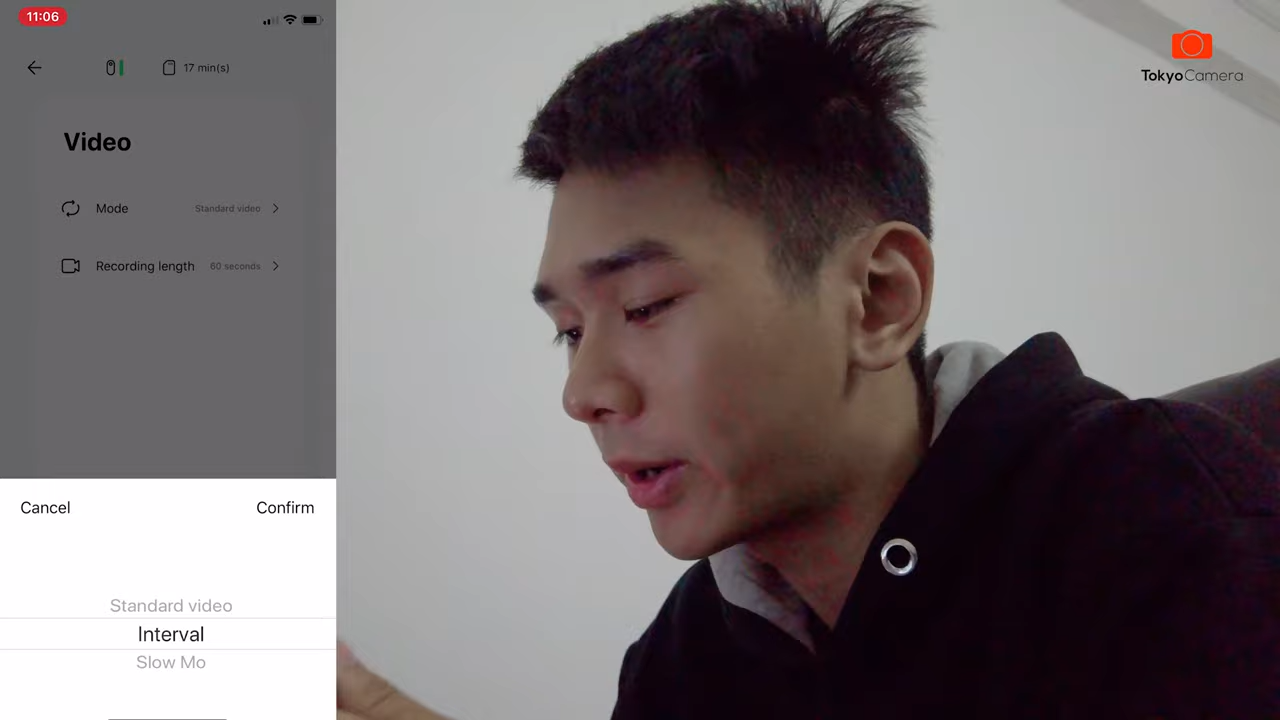 11:06
17 min(s)
Video
Mode Standard video
Recording length 60 seconds
Cancel Confirm
Standard video
Interval
Slow Mo
TokyoCamera